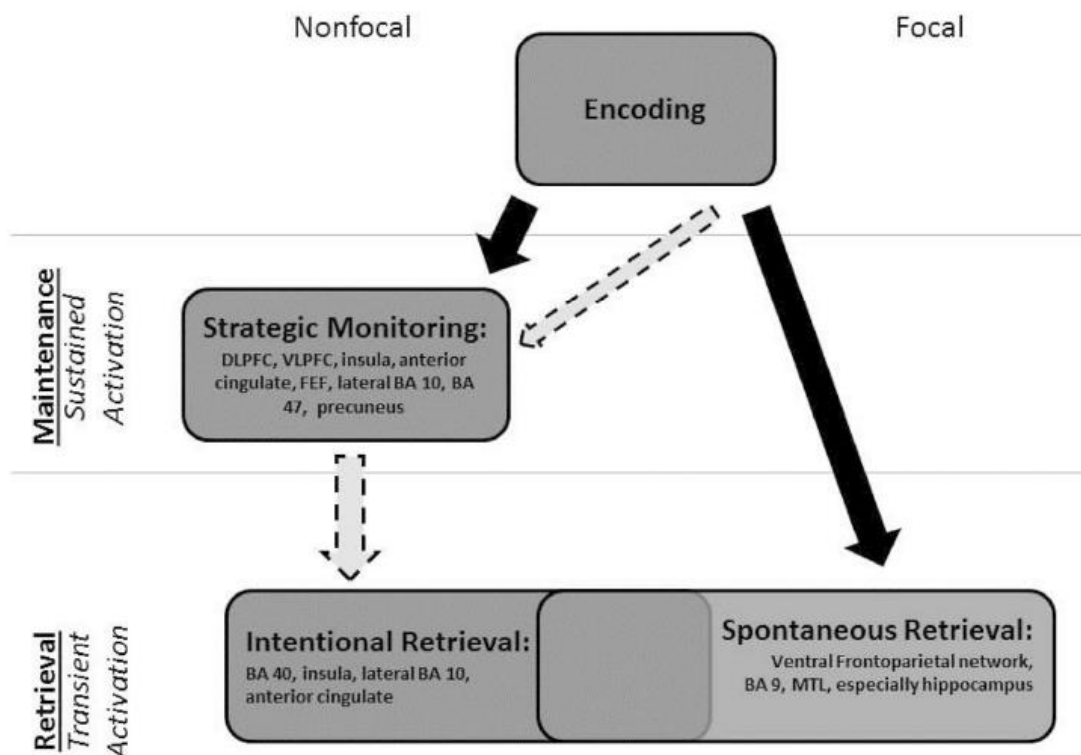 Nonfocal
Focal
Encoding
Maintenance
Sustained
Activation
Strategic Monitoring:
DLPFC, VLPFC, insula, anterior
cingulate, FEF, lateral BA 10, BA
47, precuneus
Retrieval
Transient
Activation
Intentional Retrieval:
BA 40, insula, lateral BA 10,
anterior cingulate
Spontaneous Retrieval:
Ventral Frontoparietal network,
BA 9, MTL, especially hippocampus